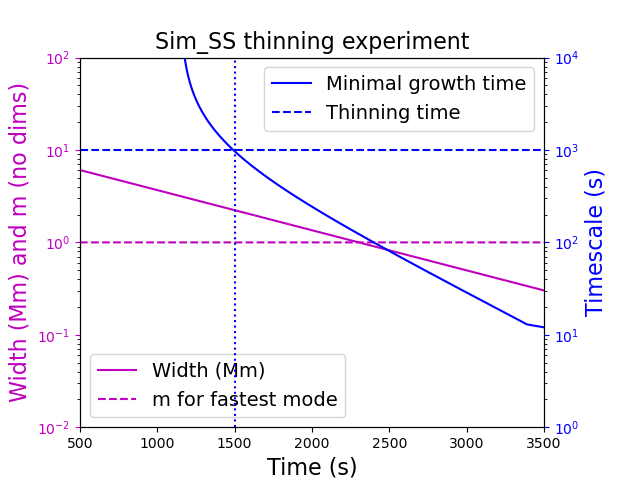 Sim_SS thinning experiment
Width (Mm) and m (no dims)
10^2
10^1
10^0
10^-1
10^-2
Minimal growth time
Thinning time
Width (Mm)
m for fastest mode
10^4
10^3
10^2
10^1
10^0
Timescale (s)
500 1000 1500 2000 2500 3000 3500
Time (s)